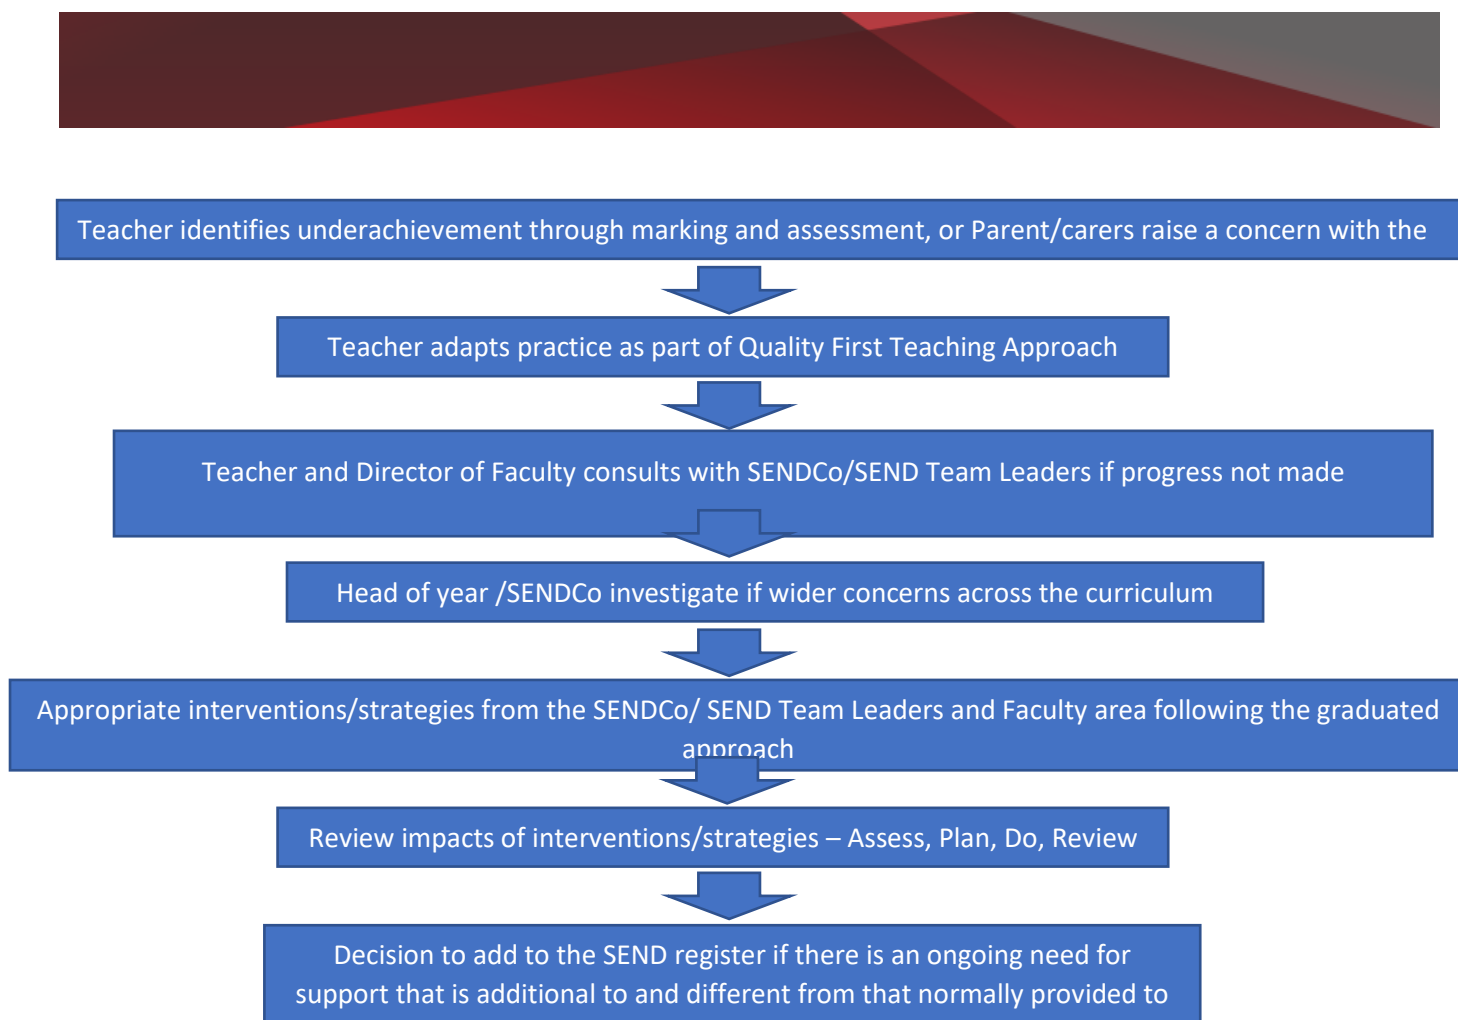 Teacher identifies underachievement through marking and assessment, or Parent/carers raise a concern with the
Teacher adapts practice as part of Quality First Teaching Approach
Teacher and Director of Faculty consults with SENDCo/SEND Team Leaders if progress not made
Head of year /SENDCo investigate if wider concerns across the curriculum
Appropriate interventions/strategies from the SENDCo/ SEND Team Leaders and Faculty area following the graduated
approach
Review impacts of interventions/strategies – Assess, Plan, Do, Review
Decision to add to the SEND register if there is an ongoing need for
support that is additional to and different from that normally provided to